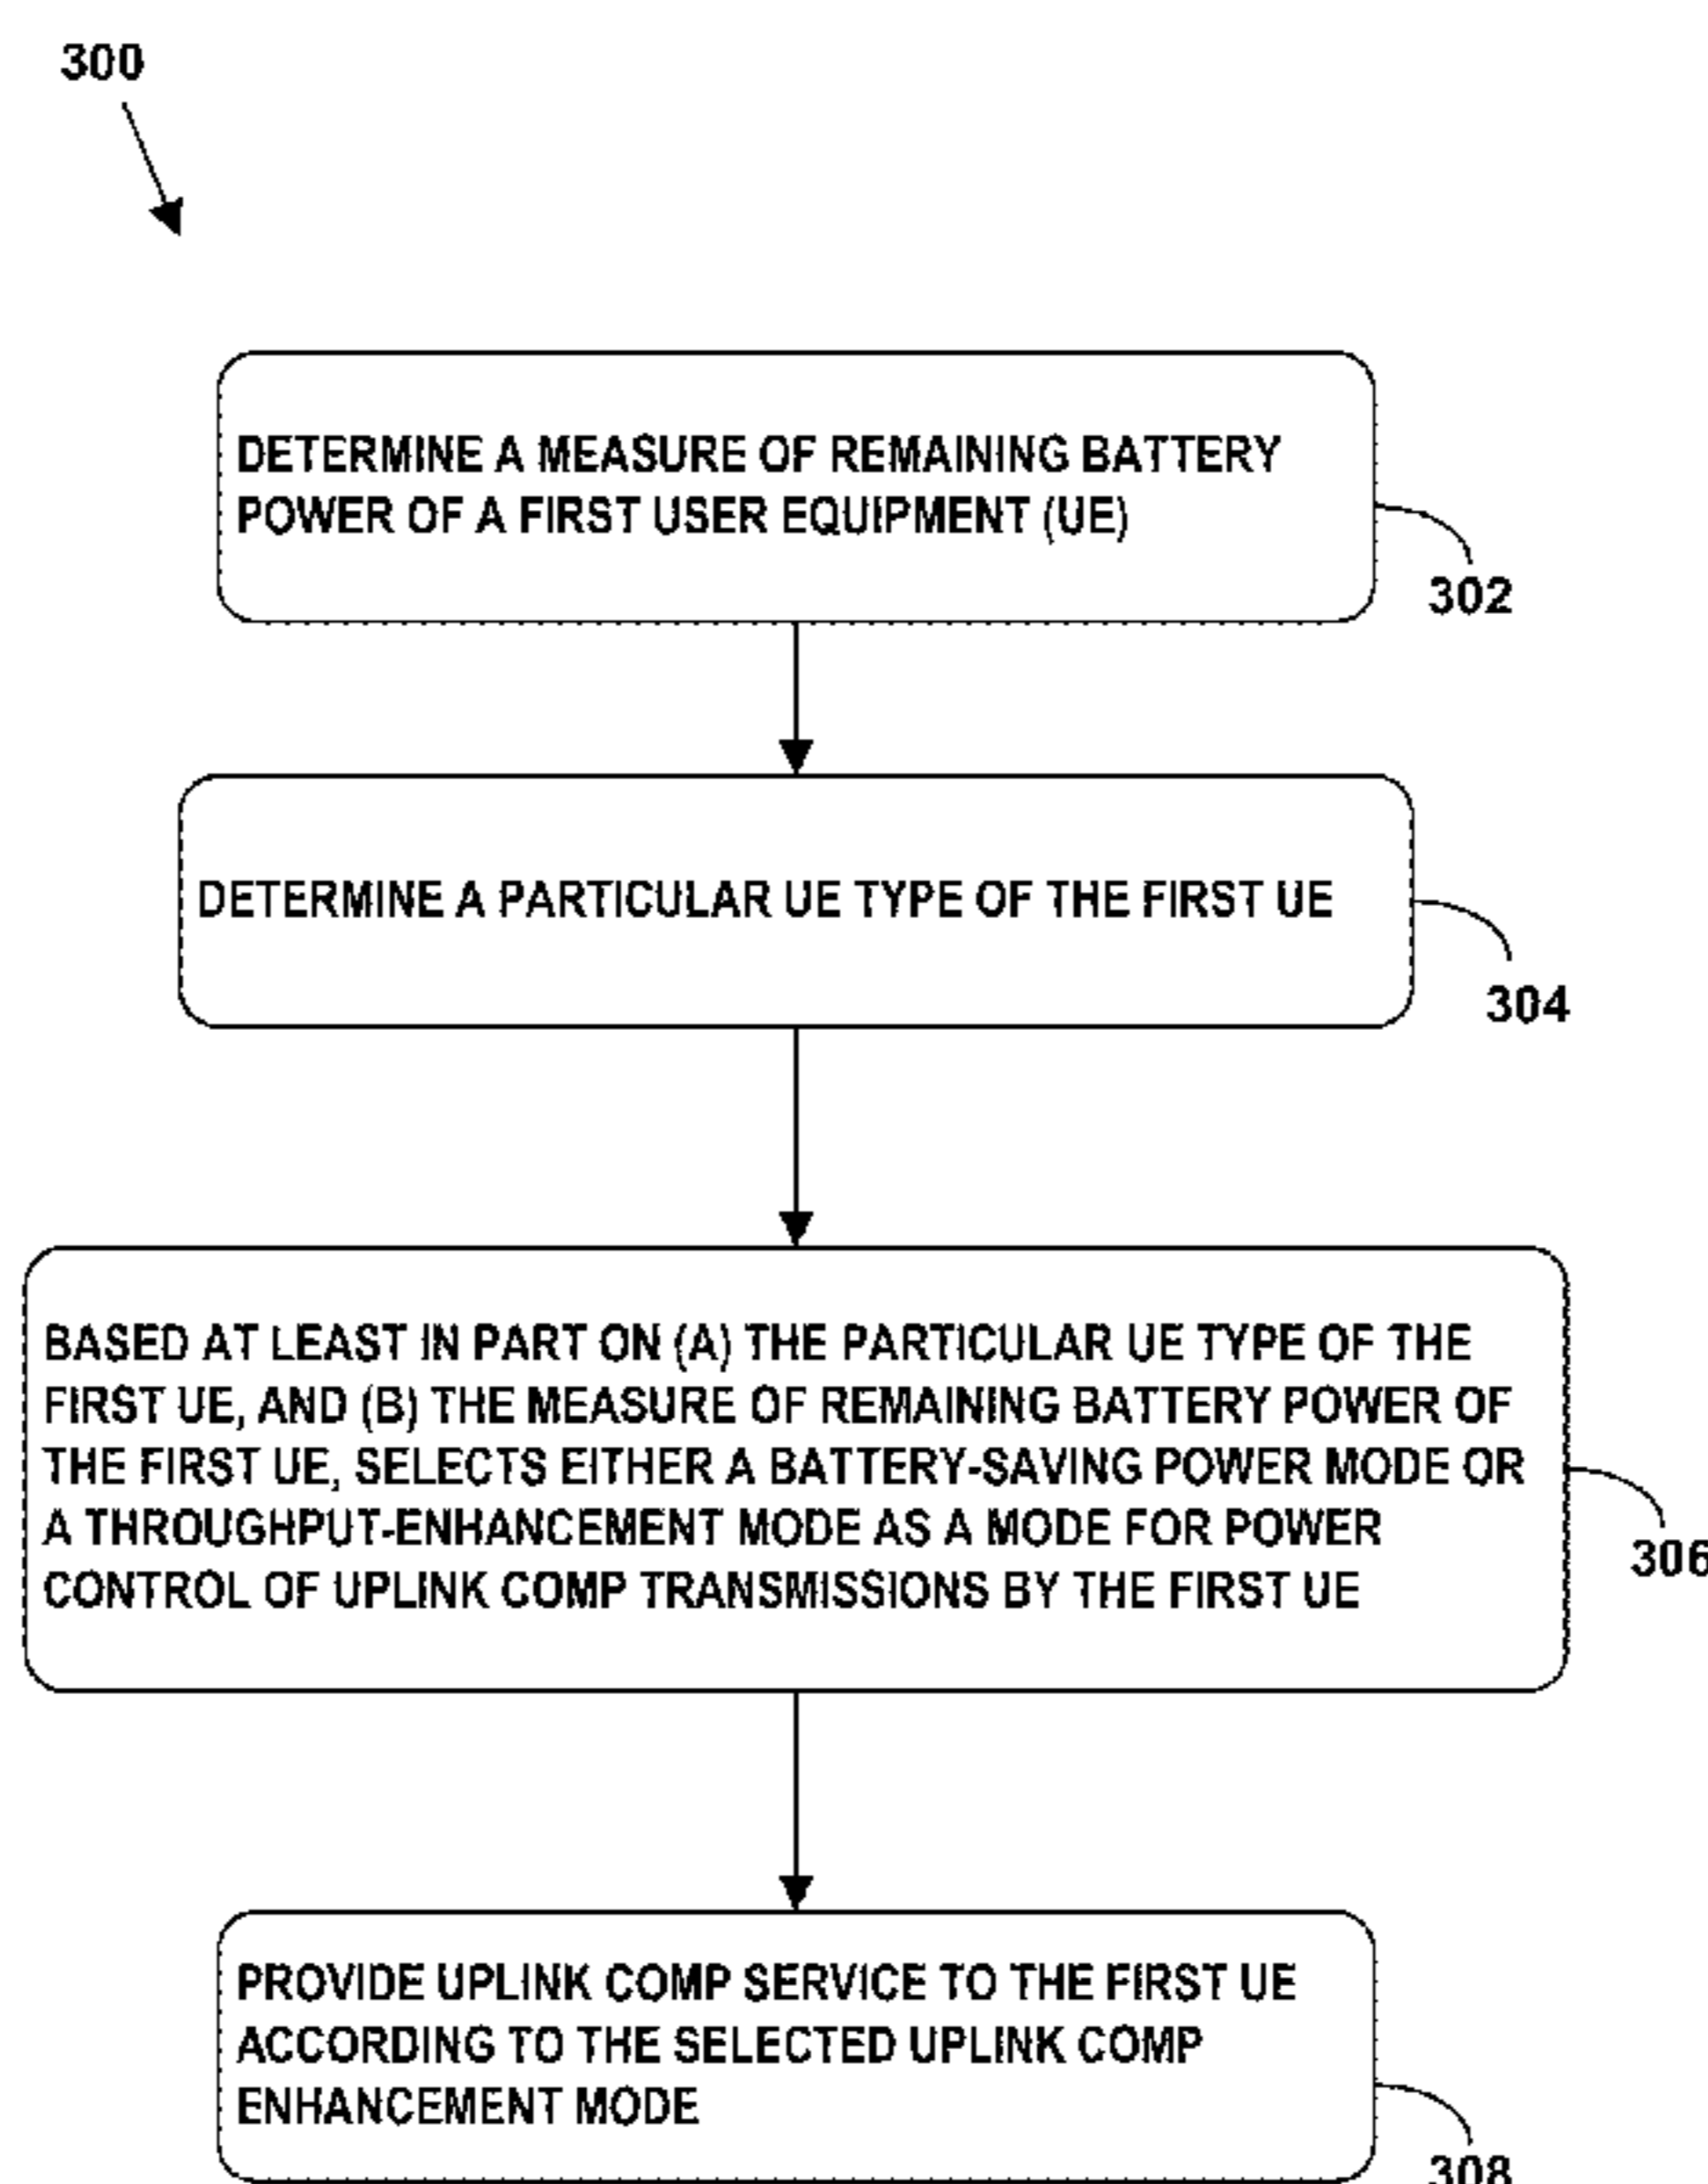 300
DETERMINE A MEASURE OF REMAINING BATTERY
POWER OF A FIRST USER EQUIPMENT (UE)
302
DETERMINE A PARTICULAR UE TYPE OF THE FIRST UE
304
BASED AT LEAST IN PART ON (A) THE PARTICULAR UE TYPE OF THE
FIRST UE, AND (B) THE MEASURE OF REMAINING BATTERY POWER OF
THE FIRST UE, SELECTS EITHER A BATTERY-SAVING POWER MODE OR
A THROUGHPUT-ENHANCEMENT MODE AS A MODE FOR POWER
CONTROL OF UPLINK COMP TRANSMISSIONS BY THE FIRST UE
306
PROVIDE UPLINK COMP SERVICE TO THE FIRST UE
ACCORDING TO THE SELECTED UPLINK COMP
ENHANCEMENT MODE
308